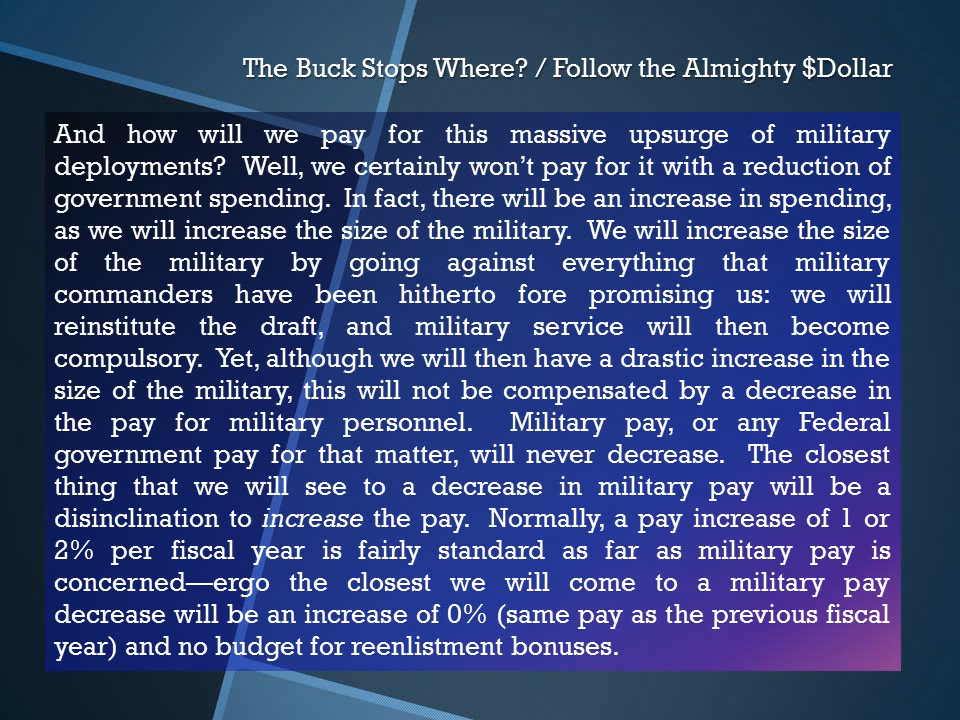 The Buck Stops Where? / Follow the Almighty $Dollar
And how will we pay for this massive upsurge of military
deployments?  Well, we certainly won’t pay for it with a reduction of
government spending.  In fact, there will be an increase in spending,
as we will increase the size of the military.  We will increase the size
of the military by going against everything that military
commanders have been hitherto fore promising us: we will
reinstitute the draft, and military service will then become
compulsory.  Yet, although we will then have a drastic increase in the
size of the military, this will not be compensated by a decrease in
the pay for military personnel.  Military pay, or any Federal
government pay for that matter, will never decrease.  The closest
thing that we will see to a decrease in military pay will be a
disinclination to increase the pay.  Normally, a pay increase of 1 or
2% per fiscal year is fairly standard as far as military pay is
concerned—ergo the closest we will come to a military pay
decrease will be an increase of 0% (same pay as the previous fiscal
year) and no budget for reenlistment bonuses.